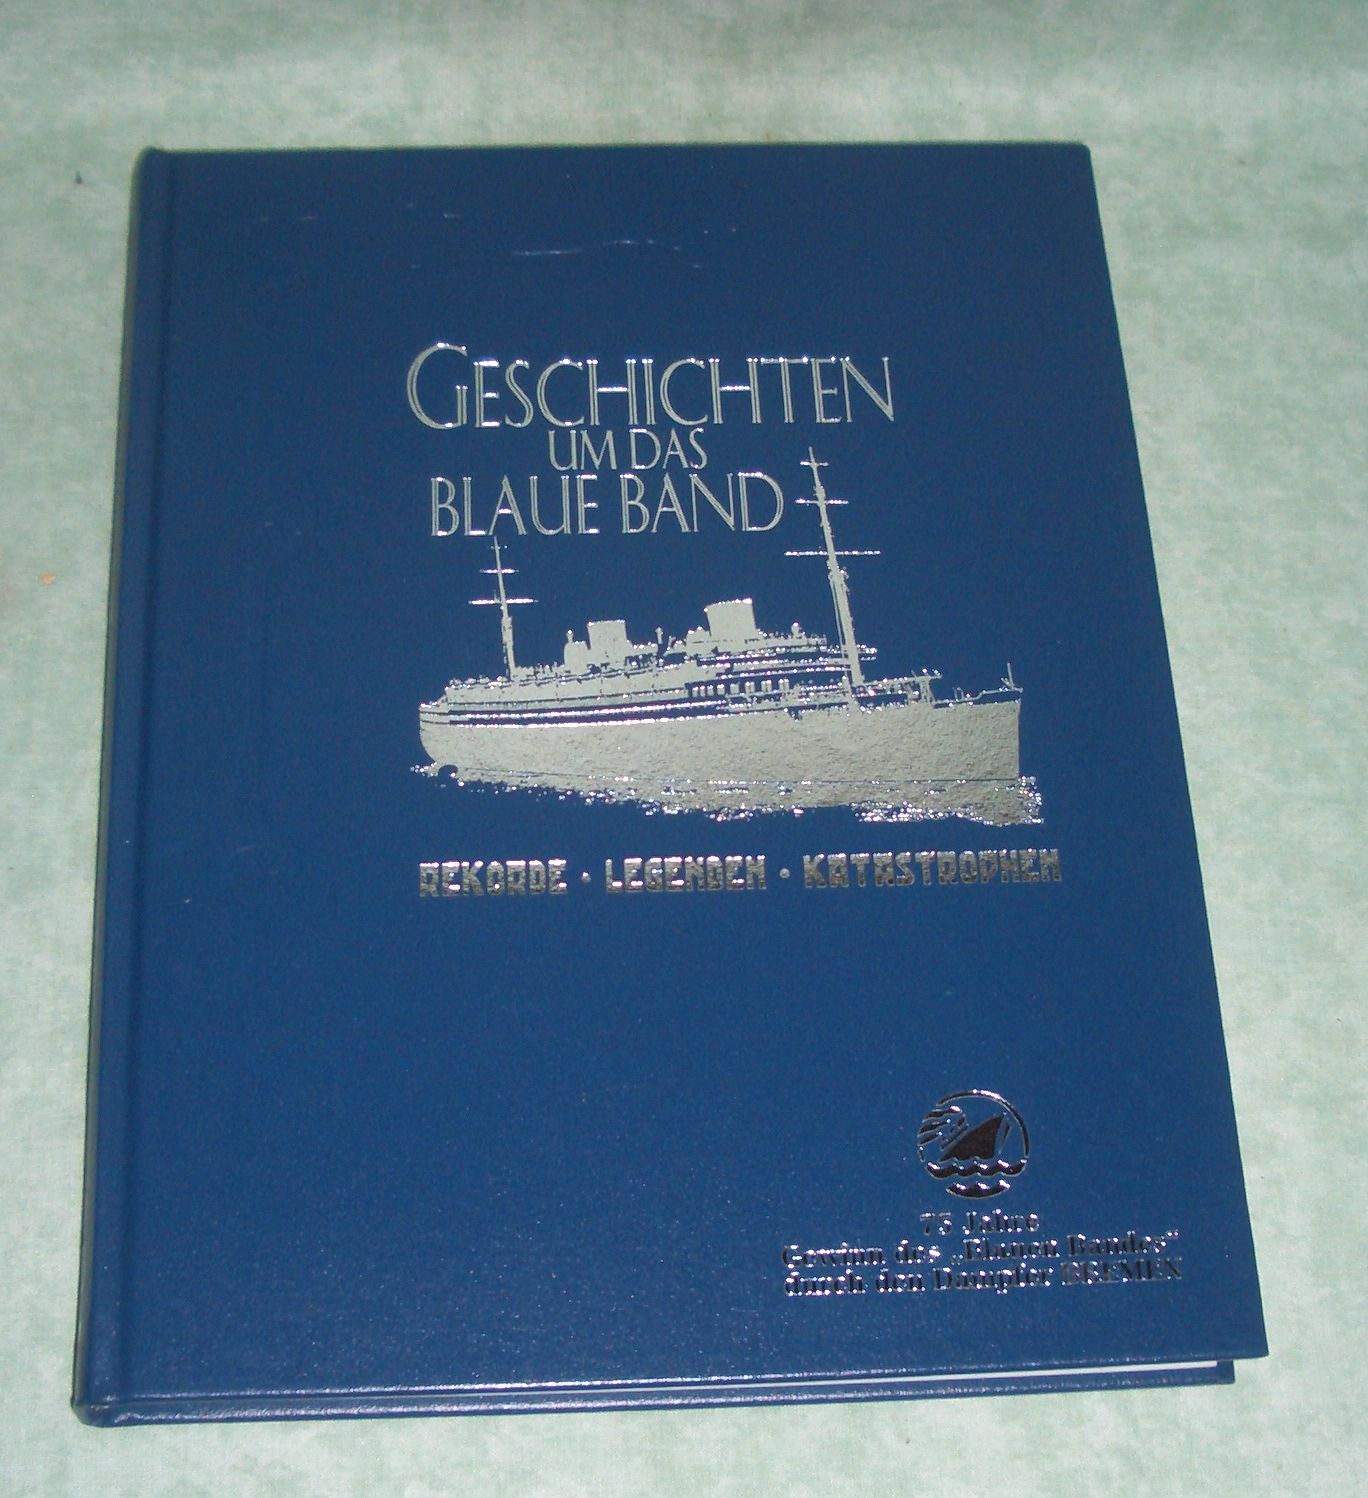 GESCHICHTEN
UM DAS
BLAUE BAND
REKORDE · LEGENDEN · KATASTROPHEN
75 Jahre
Gewinn des „Blauen Bandes“
durch den Dampfer BREMEN